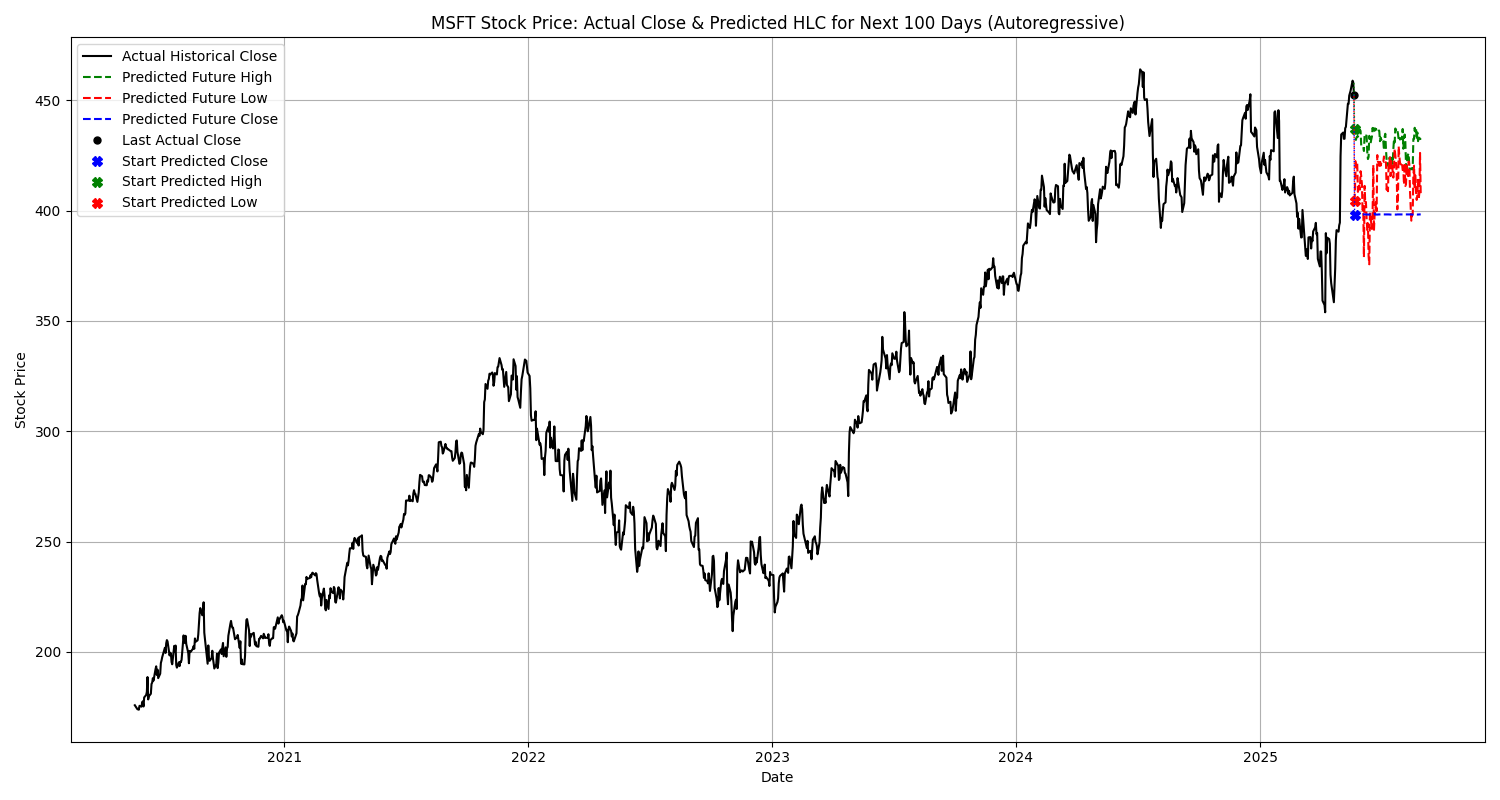 MSFT Stock Price: Actual Close & Predicted HLC for Next 100 Days (Autoregressive)
Actual Historical Close
Predicted Future High
Predicted Future Low
Predicted Future Close
Last Actual Close
Start Predicted Close
Start Predicted High
Start Predicted Low
450
400
350
300
250
200
Stock Price
2021
2022
2023
2024
2025
Date